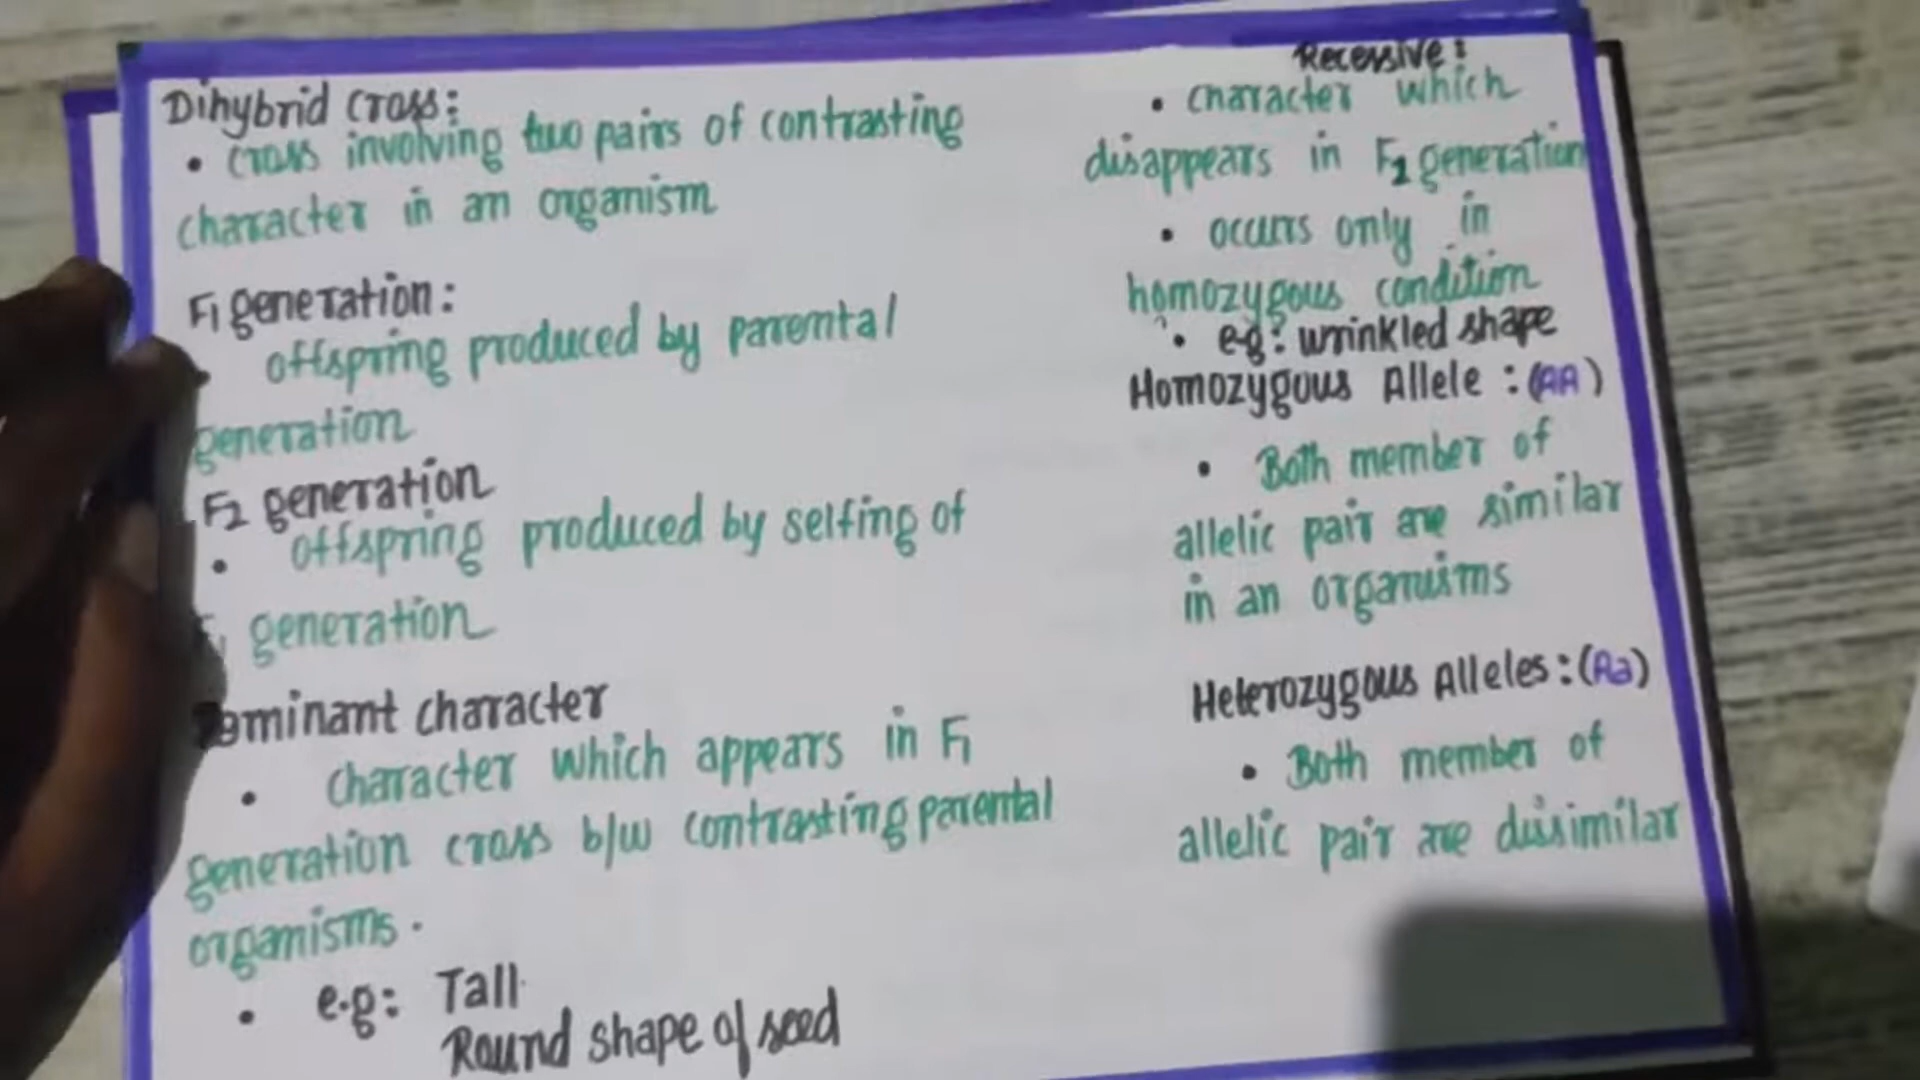 Dihybrid cross:
• cross involving two pairs of contrasting
character in an organism
F1 generation:
offspring produced by parental
generation
F2 generation
• offspring produced by selfing of
F1 generation
Dominant character
• character which appears in F1
generation cross b/w contrasting parental
organisms.
• e.g: Tall
Round shape of seed
Recessive:
• character which
disappears in F1 generation
• occurs only in
homozygous condition
• e.g: wrinkled shape
Homozygous Allele : (AA)
• Both member of
allelic pair are similar
in an organisms
Heterozygous Alleles : (Aa)
• Both member of
allelic pair are dissimilar